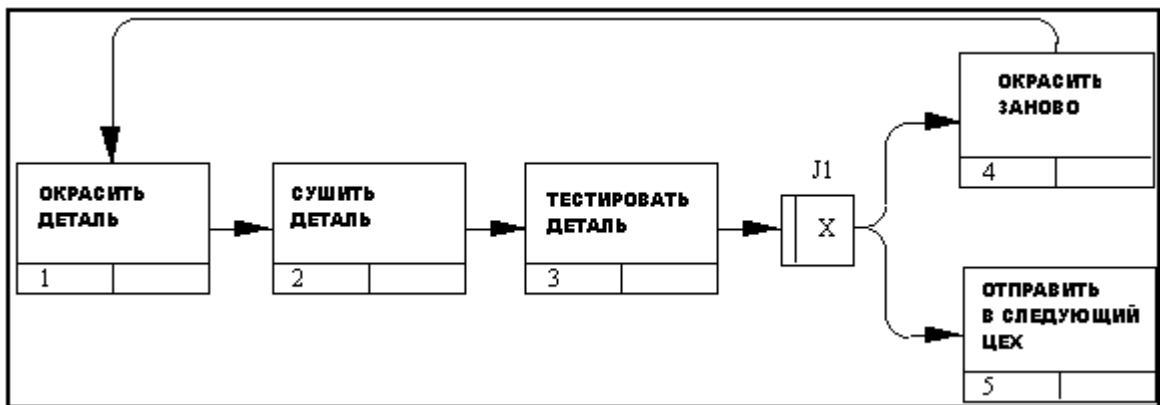 ОКРАСИТЬ
ДЕТАЛЬ
1
СУШИТЬ
ДЕТАЛЬ
2
ТЕСТИРОВАТЬ
ДЕТАЛЬ
3
J1
X
ОКРАСИТЬ
ЗАНОВО
4
ОТПРАВИТЬ
В СЛЕДУЮЩИЙ
ЦЕХ
5